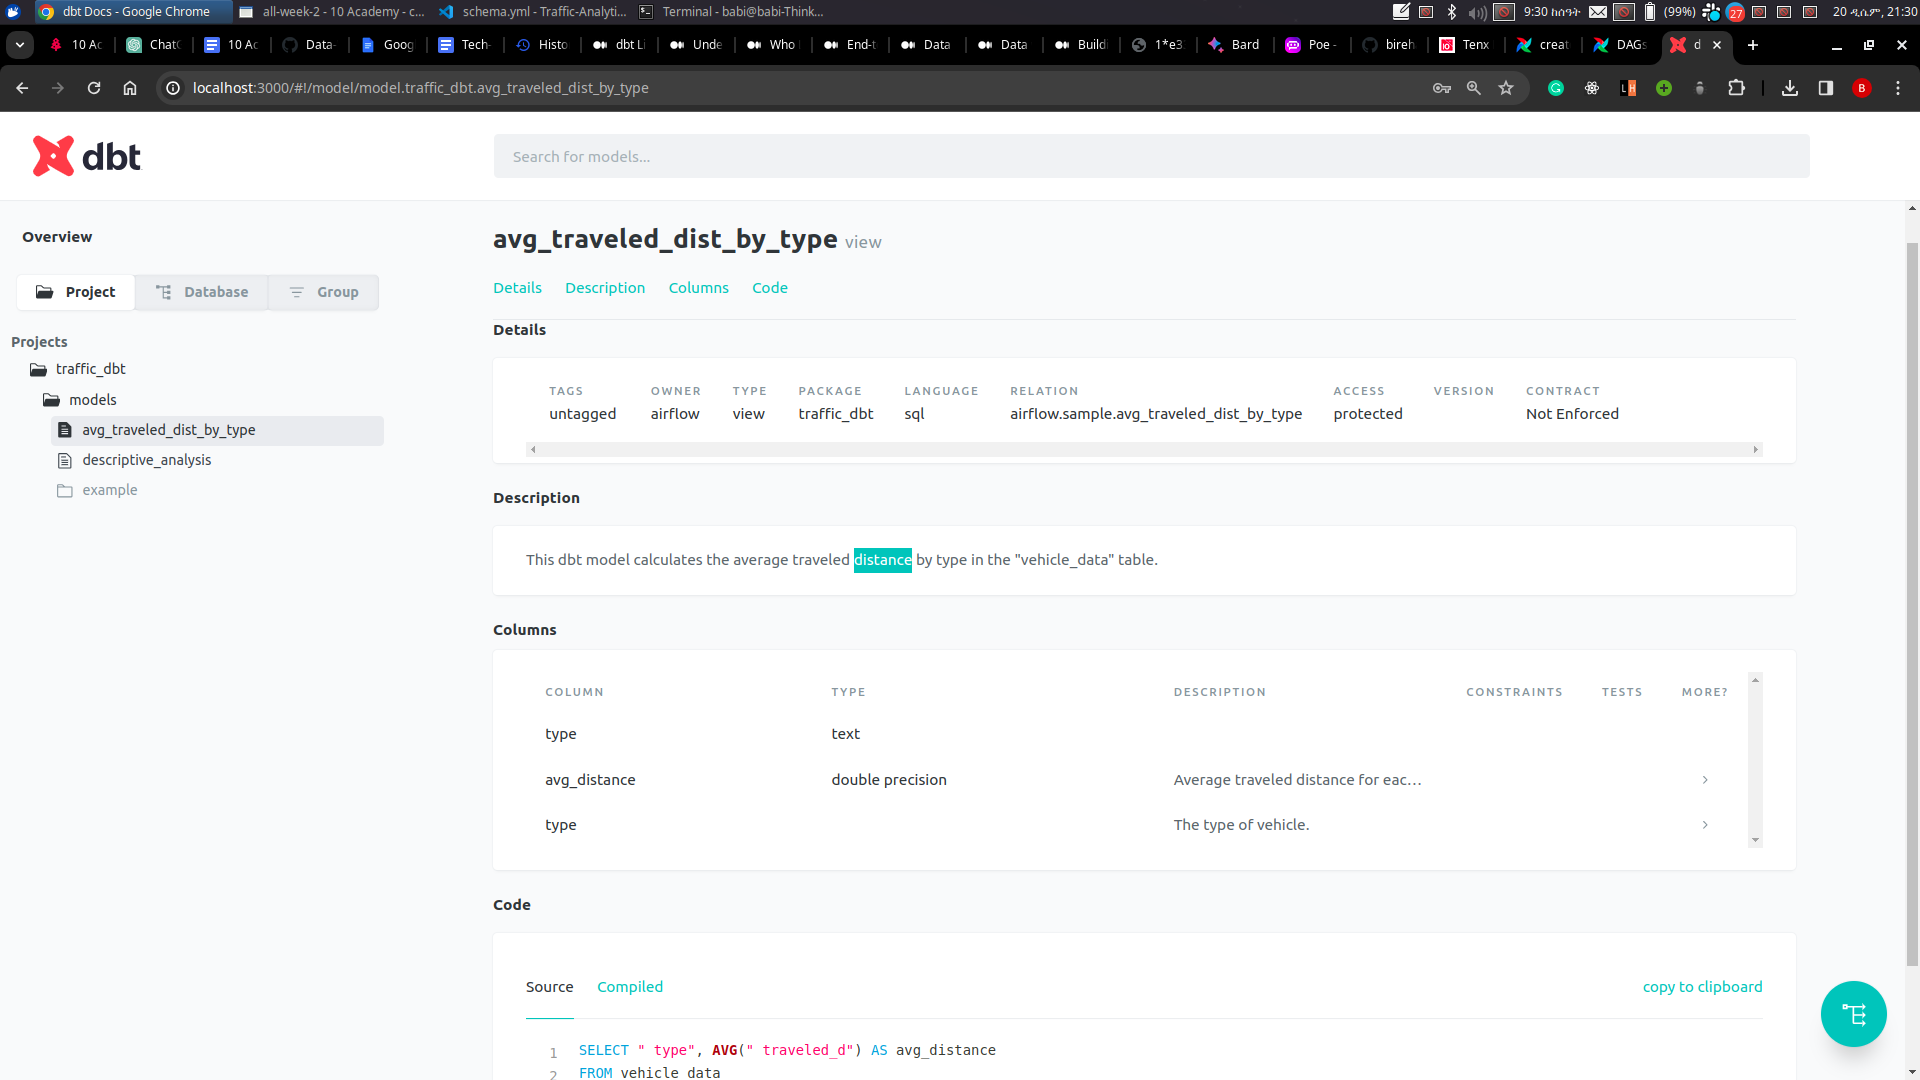 dbt Docs - Google Chrome
all-week-2 - 10 Academy - c...
schema.yml - Traffic-Analyti...
Terminal - babi@babi-Think...
9:30 ከሰዓት
(99%)
27
20 ዲሴም, 21:30
10 Ac
ChatG
10 Ac
Data-
Goog
Tech-
Histo
dbt Li
Unde
Who
End-t
Data
Data
Buildi
1*e3
Bard
Poe -
bireh
Tenx
creat
DAGs
d
localhost:3000/#!/model/model.traffic_dbt.avg_traveled_dist_by_type
B
dbt
Search for models...
Overview
Project
Database
Group
Projects
traffic_dbt
models
avg_traveled_dist_by_type
descriptive_analysis
example
avg_traveled_dist_by_type view
Details
Description
Columns
Code
Details
TAGS
OWNER
TYPE
PACKAGE
LANGUAGE
RELATION
ACCESS
VERSION
CONTRACT
untagged
airflow
view
traffic_dbt
sql
airflow.sample.avg_traveled_dist_by_type
protected
Not Enforced
Description
This dbt model calculates the average traveled distance by type in the "vehicle_data" table.
Columns
COLUMN
TYPE
DESCRIPTION
CONSTRAINTS
TESTS
MORE?
type
text
avg_distance
double precision
Average traveled distance for eac...
type
The type of vehicle.
Code
Source
Compiled
copy to clipboard
1 SELECT " type", AVG(" traveled_d") AS avg_distance
2 FROM vehicle_data